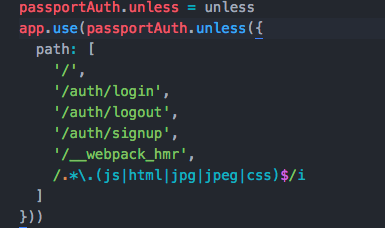 passportAuth.unless = unless
app.use(passportAuth.unless({
  path: [
    '/',
    '/auth/login',
    '/auth/logout',
    '/auth/signup',
    '/__webpack_hmr',
    /.*\.(js|html|jpg|jpeg|css)$/i
  ]
}))